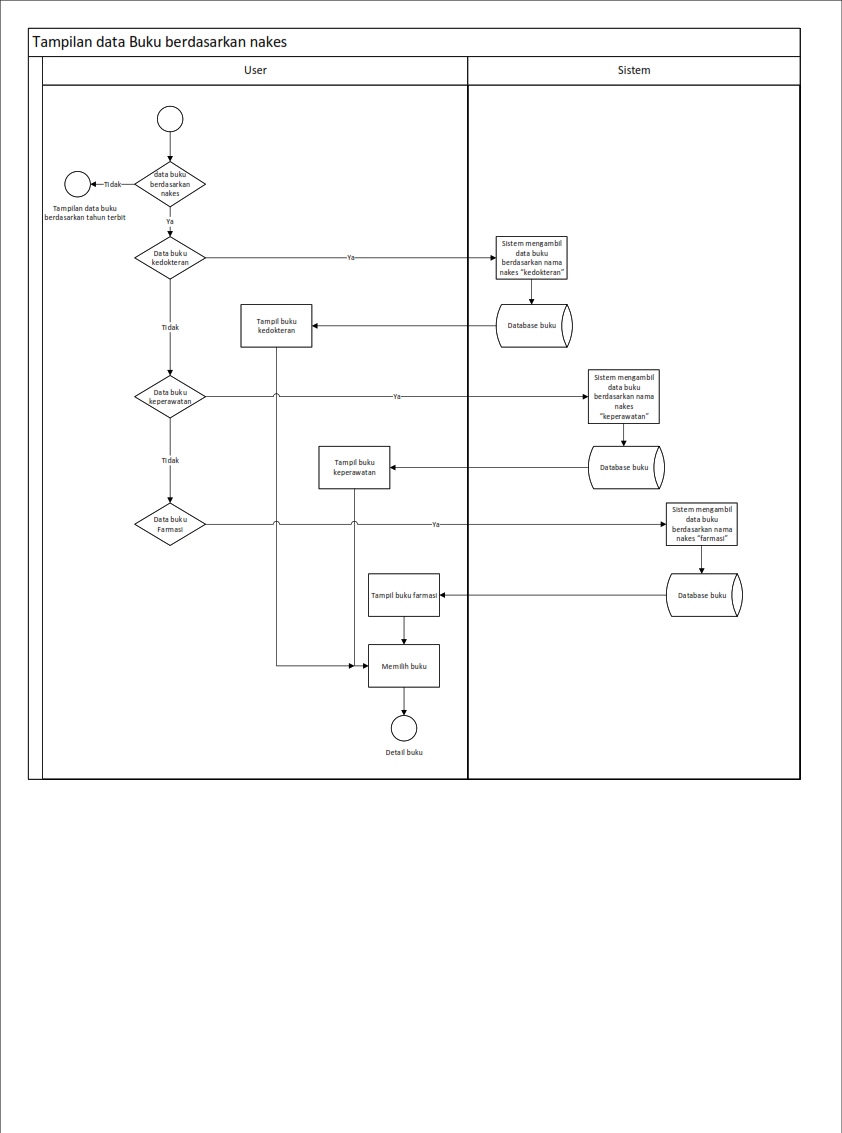 Tampilan data Buku berdasarkan nakes
User
Sistem
data buku
berdasarkan
nakes
Tidak
Tampilan data buku
berdasarkan tahun terbit
Ya
Data buku
kedokteran
Ya
Sistem mengambil
data buku
berdasarkan nama
nakes "kedokteran"
Tidak
Tampil buku
kedokteran
Database buku
Data buku
keperawatan
Ya
Sistem mengambil
data buku
berdasarkan nama
nakes
"keperawatan"
Tidak
Tampil buku
keperawatan
Database buku
Data buku
Farmasi
Ya
Sistem mengambil
data buku
berdasarkan nama
nakes "farmasi"
Tampil buku farmasi
Database buku
Memilih buku
Detail buku